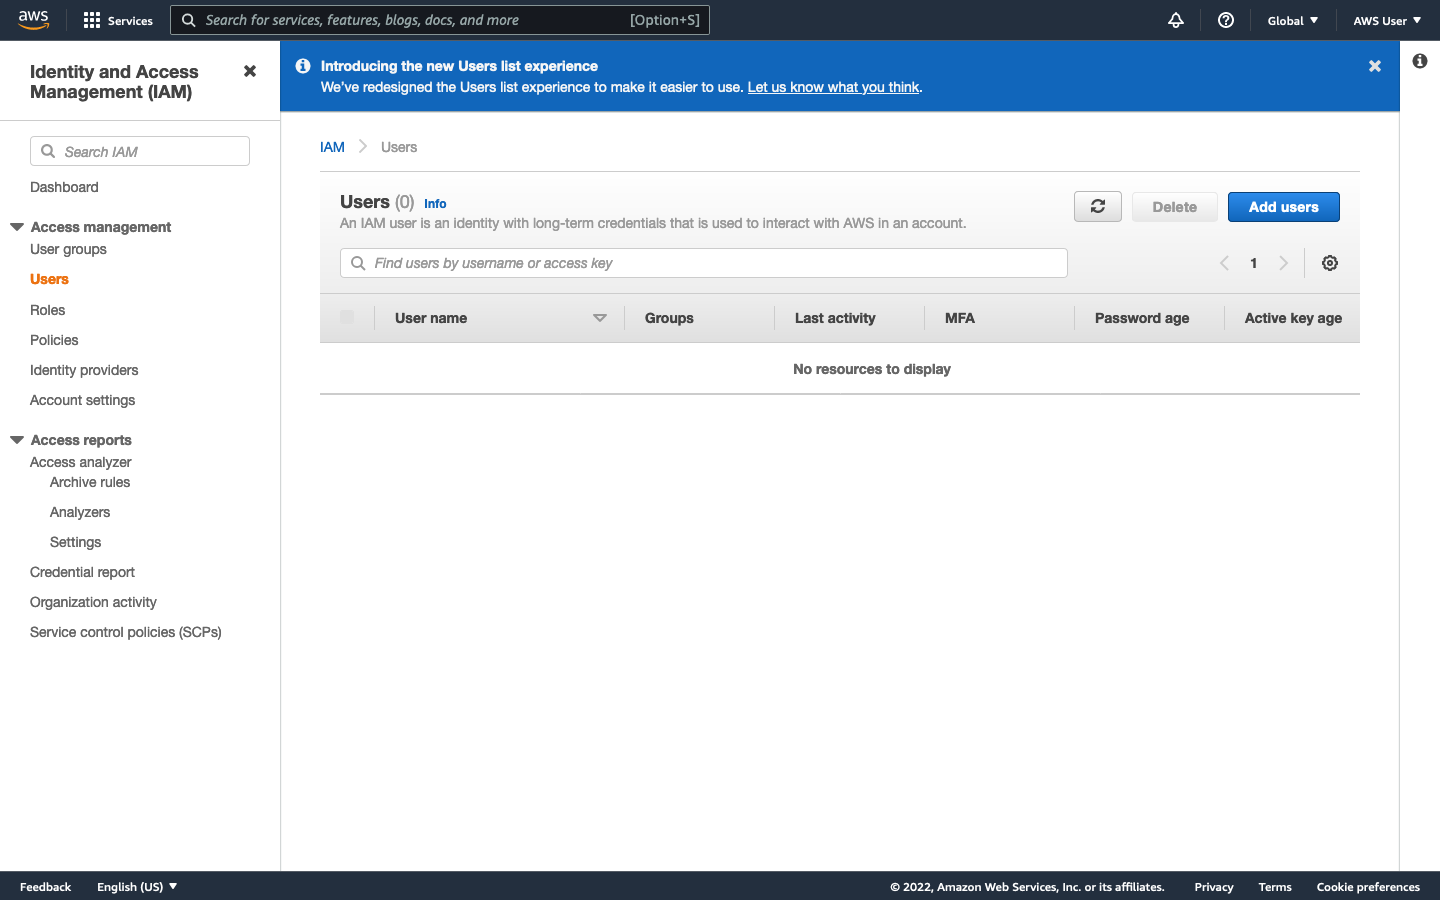 aws
Services
Search for services, features, blogs, docs, and more
[Option+S]
Global
AWS User
Identity and Access
Management (IAM)
Search IAM
Dashboard
Access management
User groups
Users
Roles
Policies
Identity providers
Account settings
Access reports
Access analyzer
Archive rules
Analyzers
Settings
Credential report
Organization activity
Service control policies (SCPs)
Introducing the new Users list experience
We've redesigned the Users list experience to make it easier to use. Let us know what you think.
IAM
Users
Users (0) Info
An IAM user is an identity with long-term credentials that is used to interact with AWS in an account.
Delete
Add users
Find users by username or access key
1
User name
Groups
Last activity
MFA
Password age
Active key age
No resources to display
Feedback
English (US)
© 2022, Amazon Web Services, Inc. or its affiliates.
Privacy
Terms
Cookie preferences